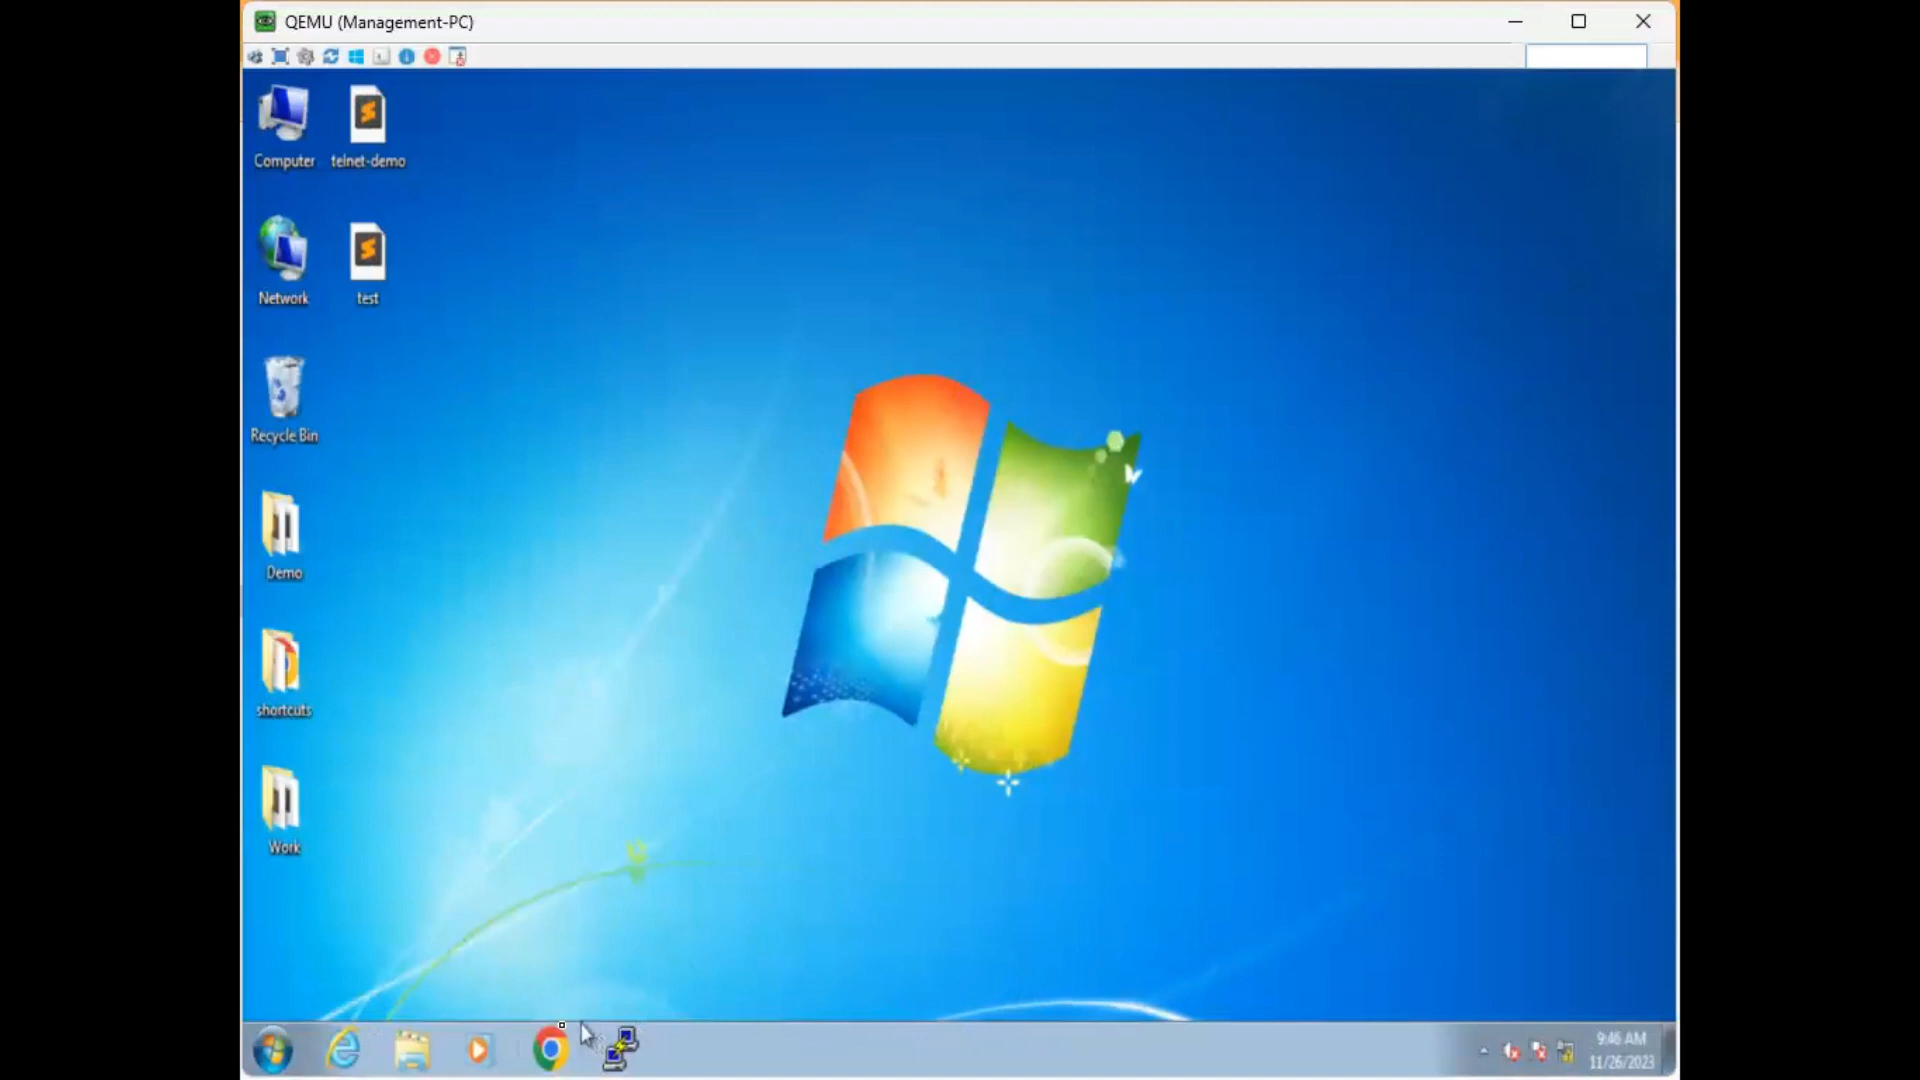 QEMU (Management-PC)
Computer
telnet-demo
Network
test
Recycle Bin
Demo
shortcuts
Work
9:46 AM
11/26/2023